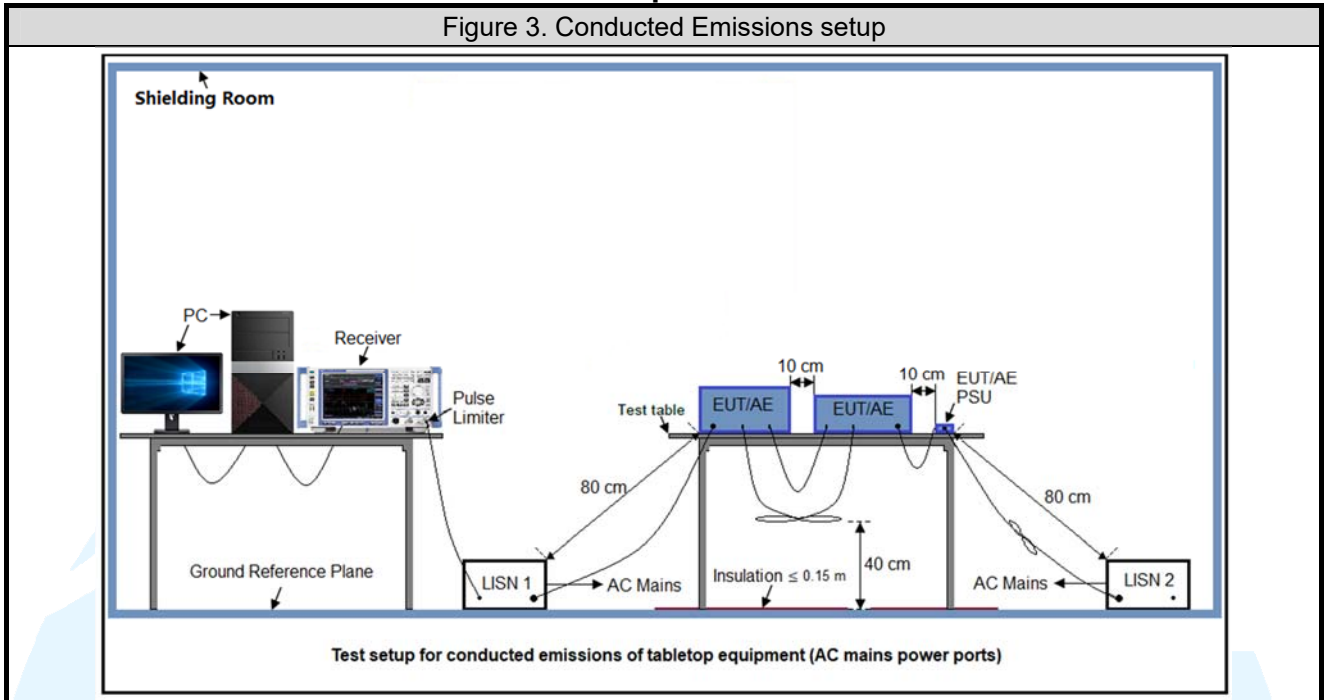 Figure 3. Conducted Emissions setup
Shielding Room
PC
Receiver
Pulse
Limiter
10 cm
10 cm
EUT/AE
PSU
Test table
EUT/AE
EUT/AE
80 cm
80 cm
Ground Reference Plane
LISN 1
AC Mains
Insulation ≤ 0.15 m
40 cm
AC Mains
LISN 2
Test setup for conducted emissions of tabletop equipment (AC mains power ports)